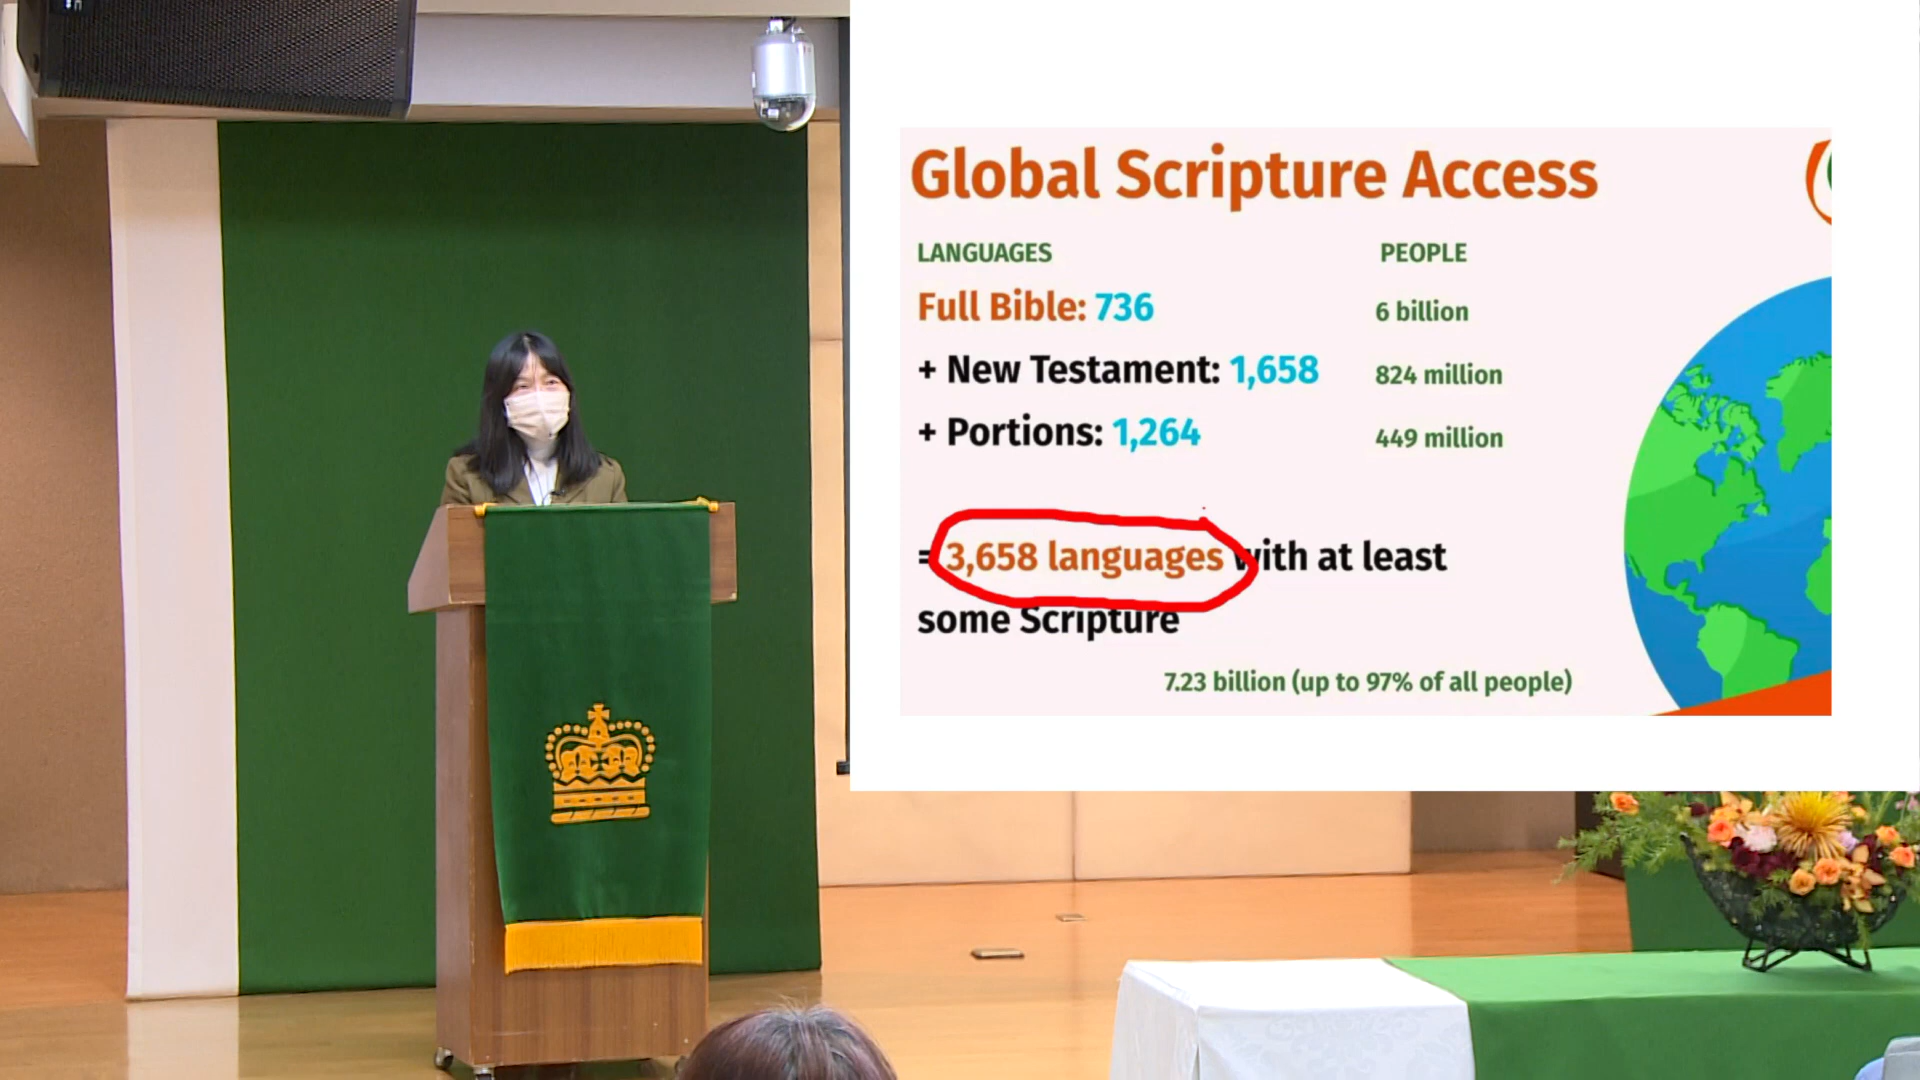 Global Scripture Access
LANGUAGES PEOPLE
Full Bible: 736 6 billion
+ New Testament: 1,658 824 million
+ Portions: 1,264 449 million
= 3,658 languages with at least
some Scripture
7.23 billion (up to 97% of all people)